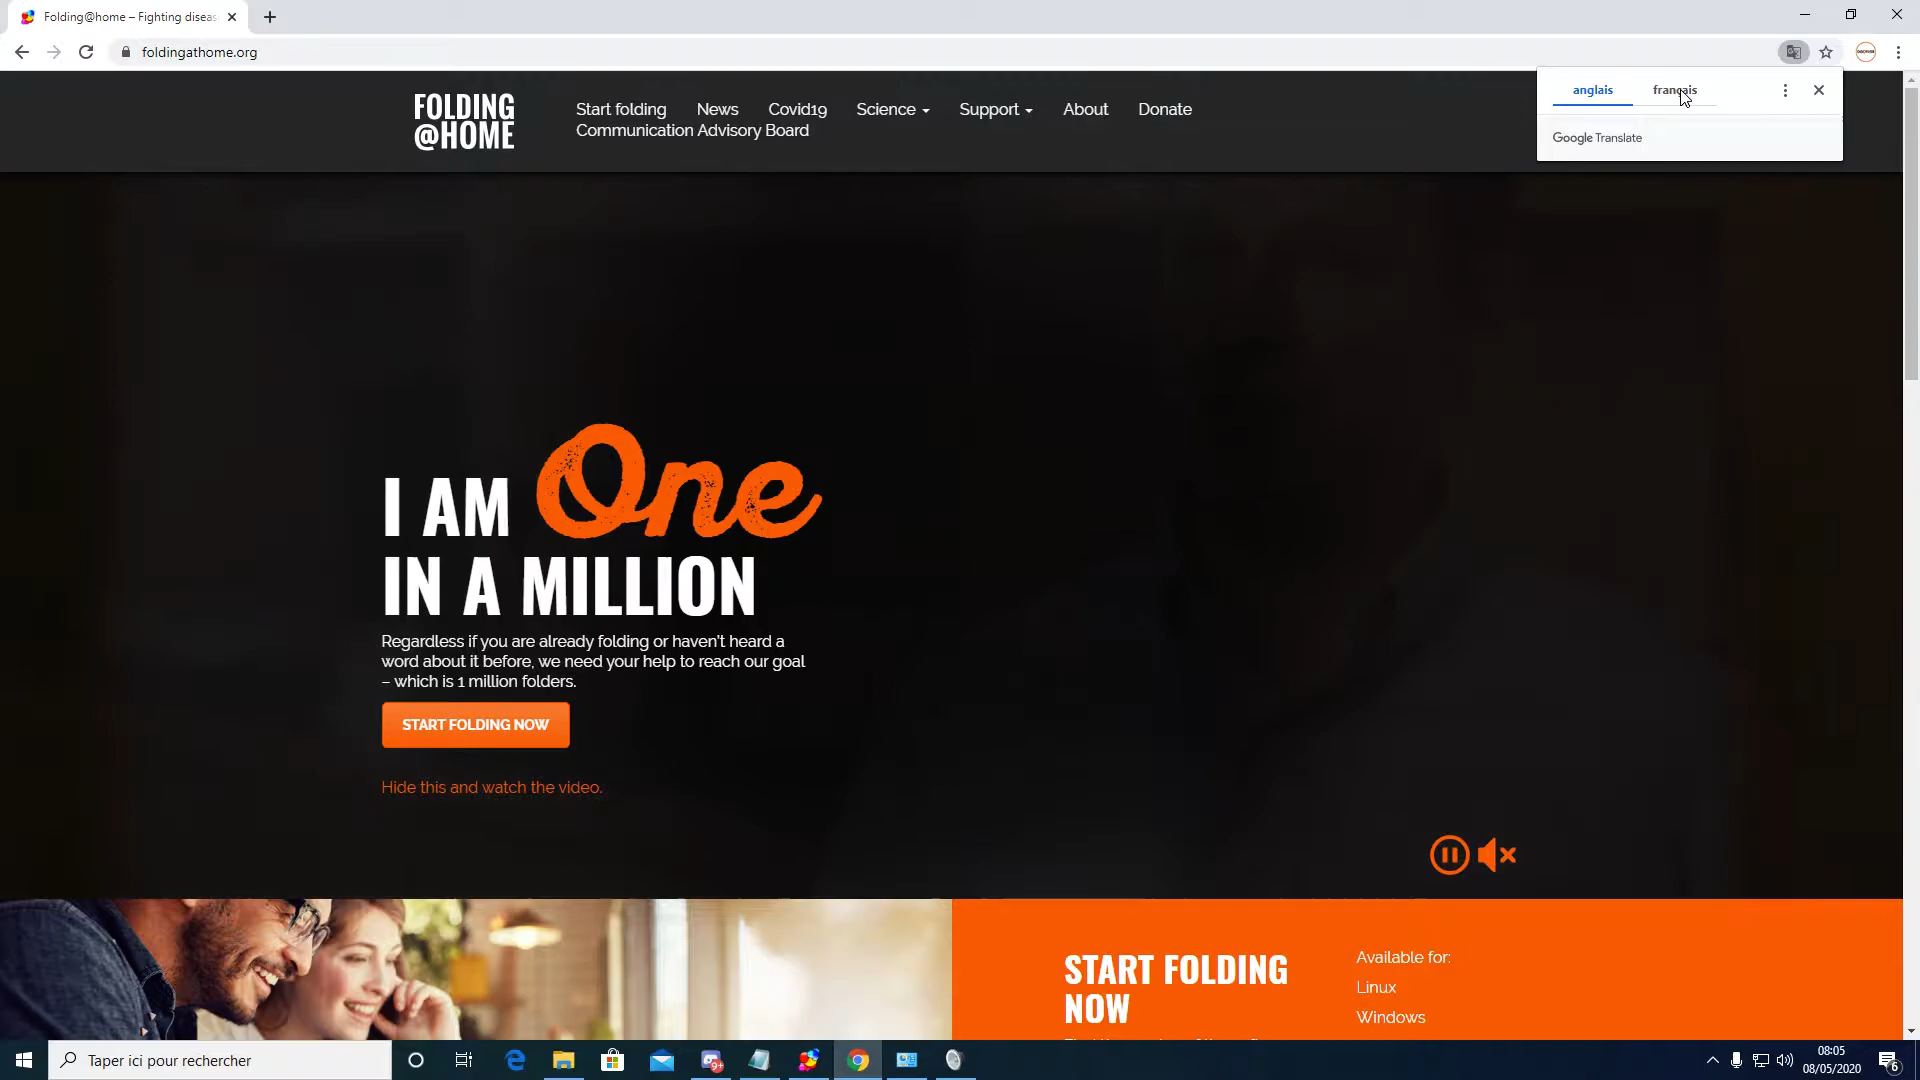 Folding@home – Fighting diseas
foldingathome.org
anglais
français
Google Translate
FOLDING
@HOME
Start folding
News
Covid19
Science
Support
About
Donate
Communication Advisory Board
I AM One
IN A MILLION
Regardless if you are already folding or haven't heard a
word about it before, we need your help to reach our goal
– which is 1 million folders.
START FOLDING NOW
Hide this and watch the video.
START FOLDING
NOW
Available for:
Linux
Windows
Taper ici pour rechercher
9+
08:05
08/05/2020
6